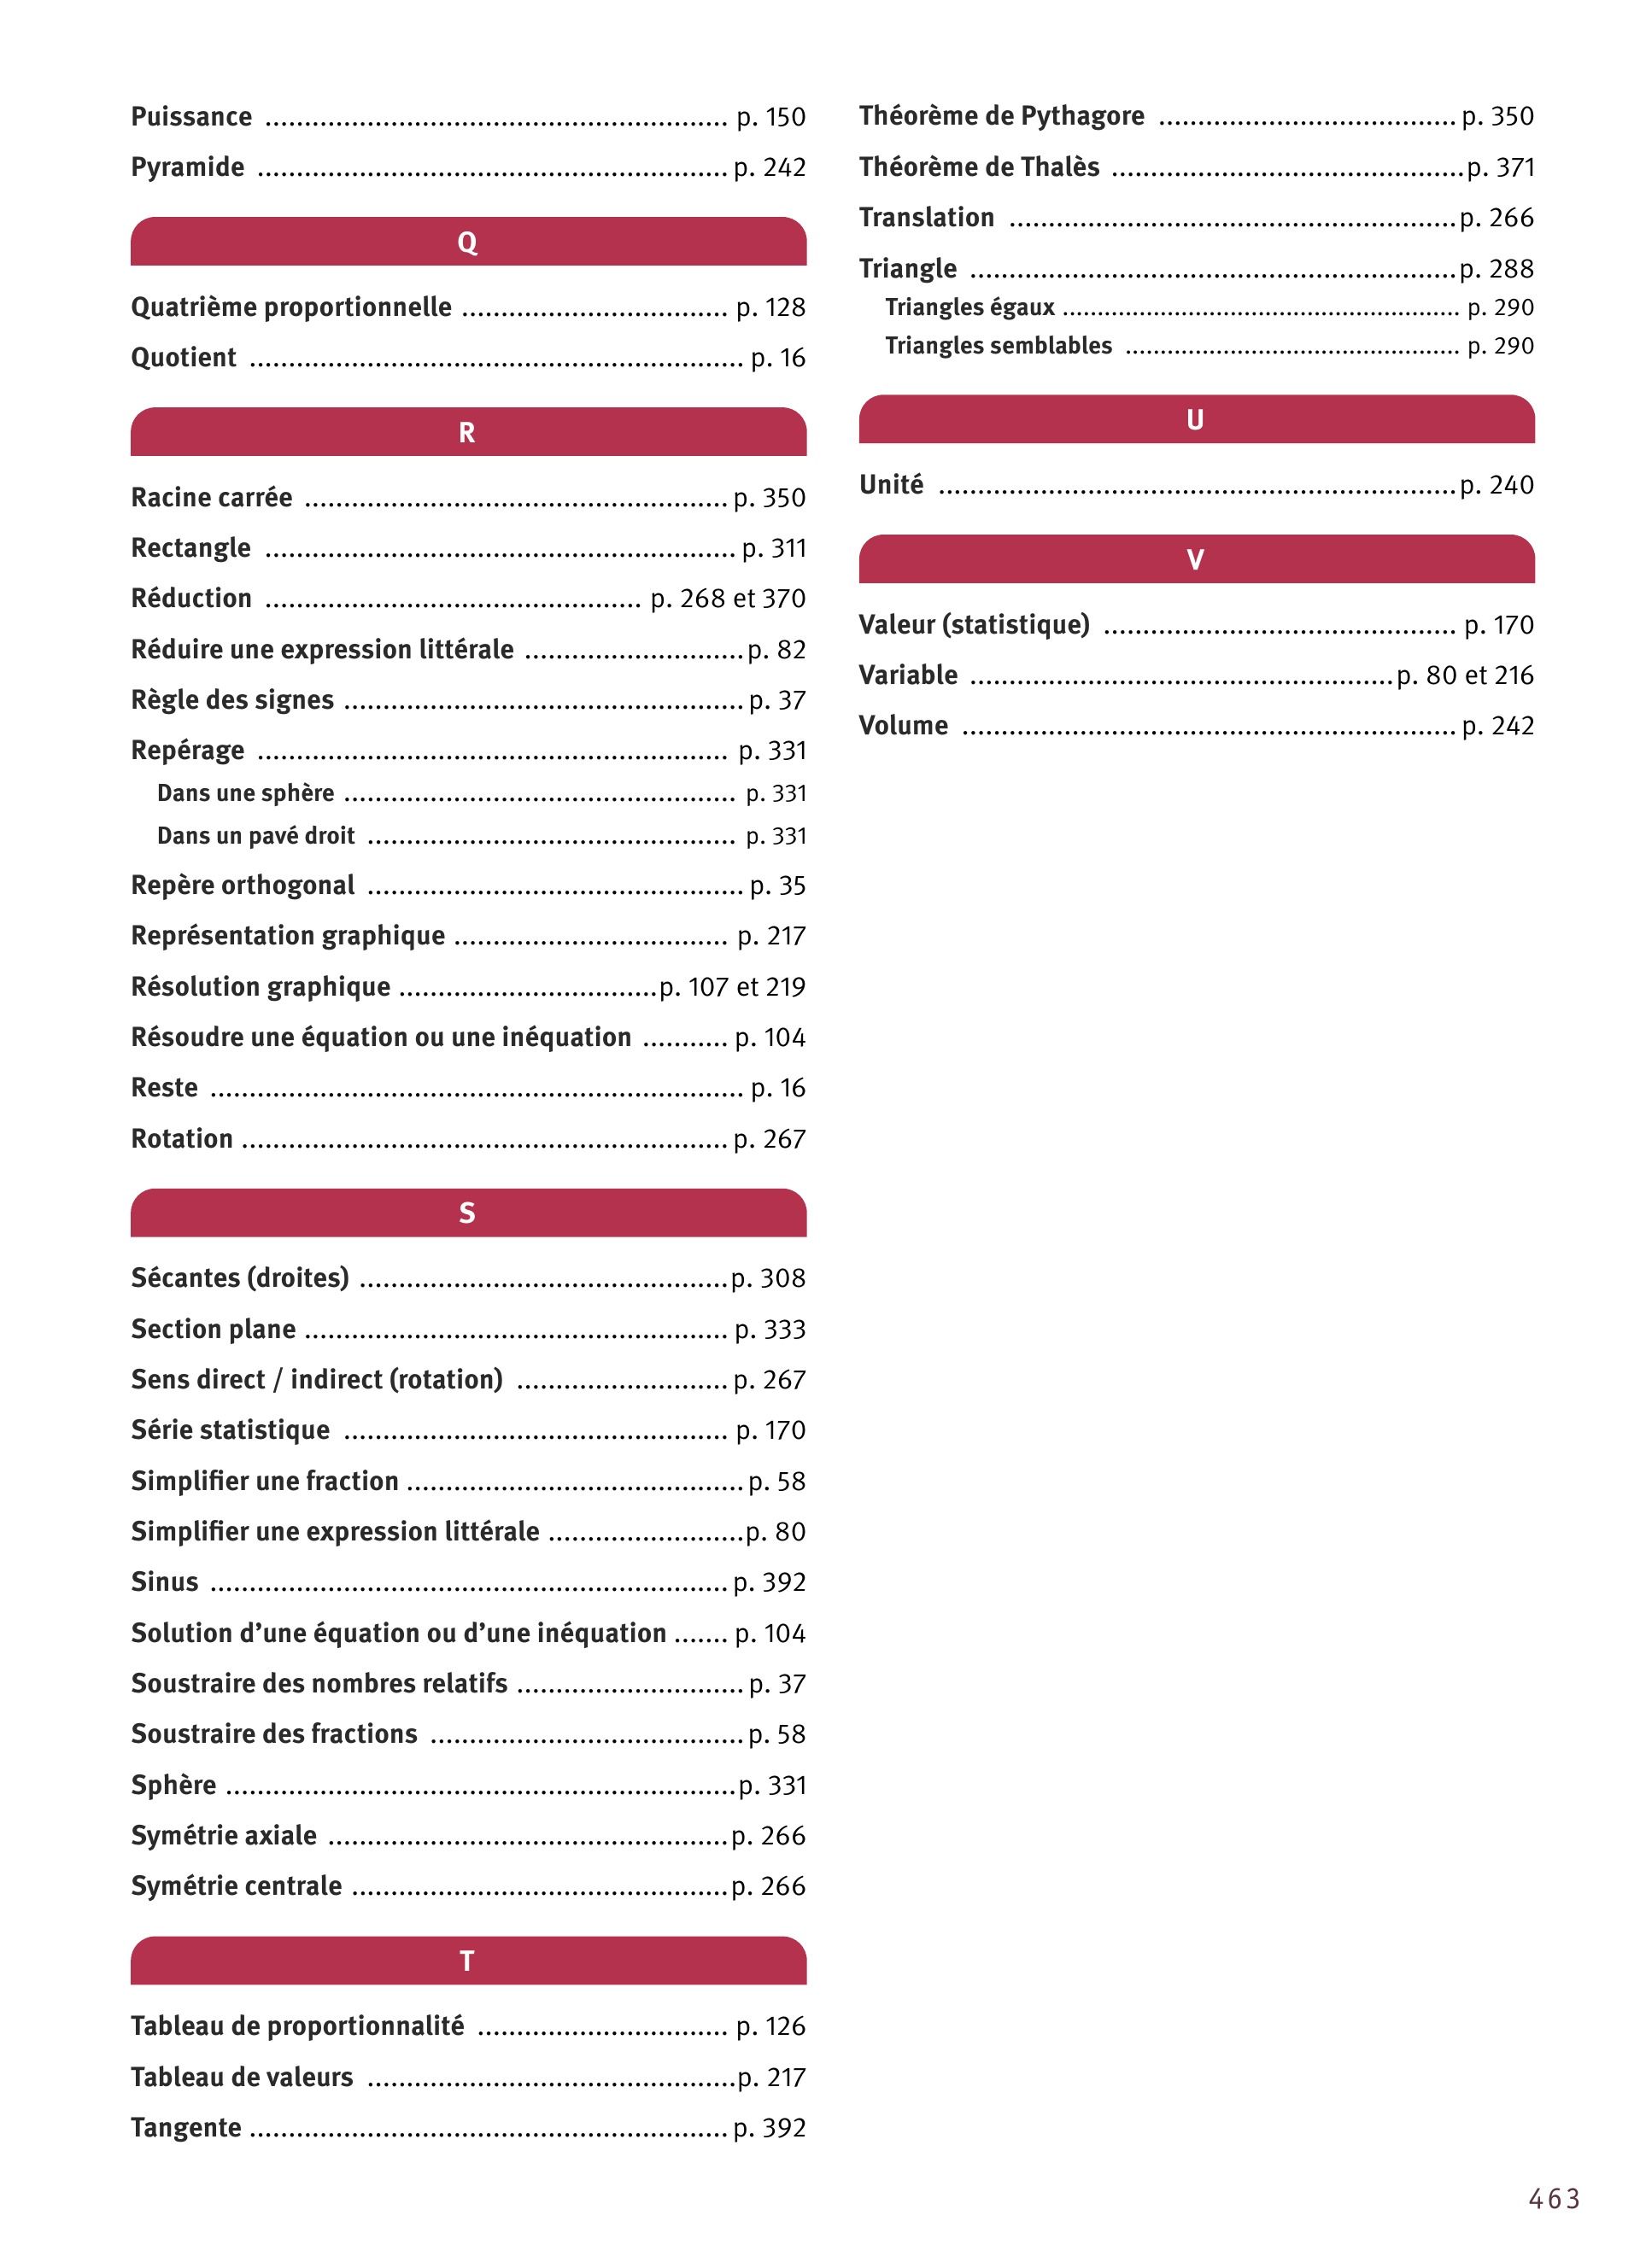 Puissance ........................................................... p. 150
Pyramide ............................................................ p. 242
Q
Quatrième proportionnelle .................................. p. 128
Quotient ............................................................... p. 16
R
Racine carrée ...................................................... p. 350
Rectangle ............................................................ p. 311
Réduction ................................................ p. 268 et 370
Réduire une expression littérale ............................ p. 82
Règle des signes ................................................... p. 37
Repérage ............................................................ p. 331
Dans une sphère .................................................. p. 331
Dans un pavé droit ............................................... p. 331
Repère orthogonal ................................................ p. 35
Représentation graphique ................................... p. 217
Résolution graphique ................................. p. 107 et 219
Résoudre une équation ou une inéquation ........... p. 104
Reste .................................................................... p. 16
Rotation .............................................................. p. 267
S
Sécantes (droites) ............................................... p. 308
Section plane ...................................................... p. 333
Sens direct / indirect (rotation) ........................... p. 267
Série statistique ................................................. p. 170
Simplifier une fraction ........................................... p. 58
Simplifier une expression littérale ......................... p. 80
Sinus .................................................................. p. 392
Solution d’une équation ou d’une inéquation ....... p. 104
Soustraire des nombres relatifs ............................. p. 37
Soustraire des fractions ........................................ p. 58
Sphère ................................................................. p. 331
Symétrie axiale ................................................... p. 266
Symétrie centrale ................................................ p. 266
T
Tableau de proportionnalité ................................ p. 126
Tableau de valeurs ............................................... p. 217
Tangente ............................................................. p. 392
Théorème de Pythagore ...................................... p. 350
Théorème de Thalès ............................................. p. 371
Translation ......................................................... p. 266
Triangle .............................................................. p. 288
Triangles égaux .................................................... p. 290
Triangles semblables ............................................ p. 290
U
Unité .................................................................. p. 240
V
Valeur (statistique) ............................................. p. 170
Variable ...................................................... p. 80 et 216
Volume ............................................................... p. 242
463